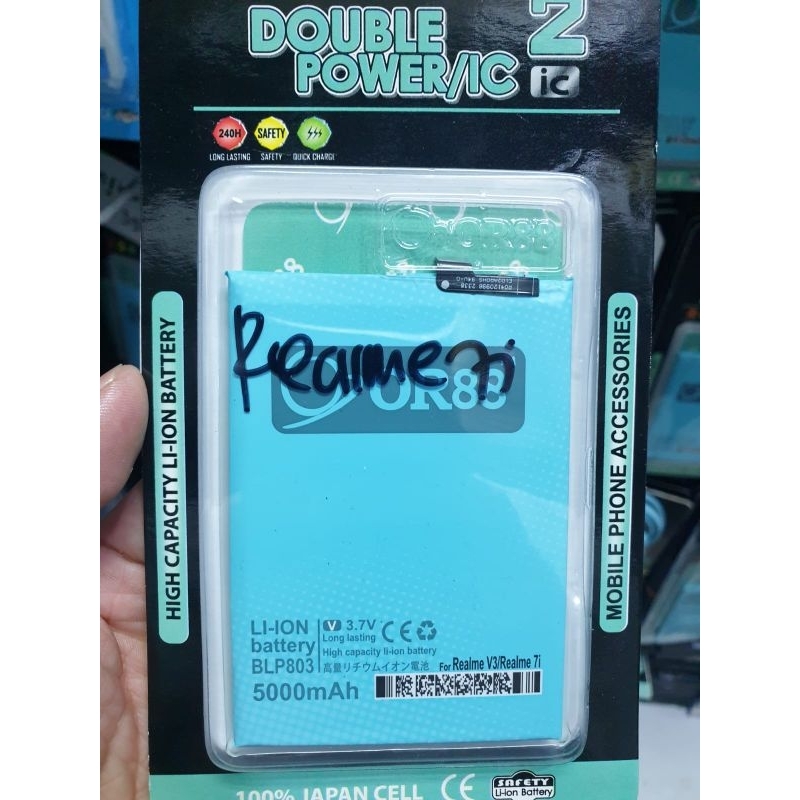 DOUBLE 2
POWER/IC ic
240H SAFETY
LONG LASTING SAFETY QUICK CHARGE
HIGH CAPACITY LI-ION BATTERY
MOBILE PHONE ACCESSORIES
Realme 7i
OR88
LI-ION
battery
BLP803
5000mAh
V 3.7V CE
Long lasting
High capacity li-ion battery
高量リチウムイオン電池
For Realme V3/Realme 7i
100% JAPAN CELL CE
SAFETY
Li-ion Battery